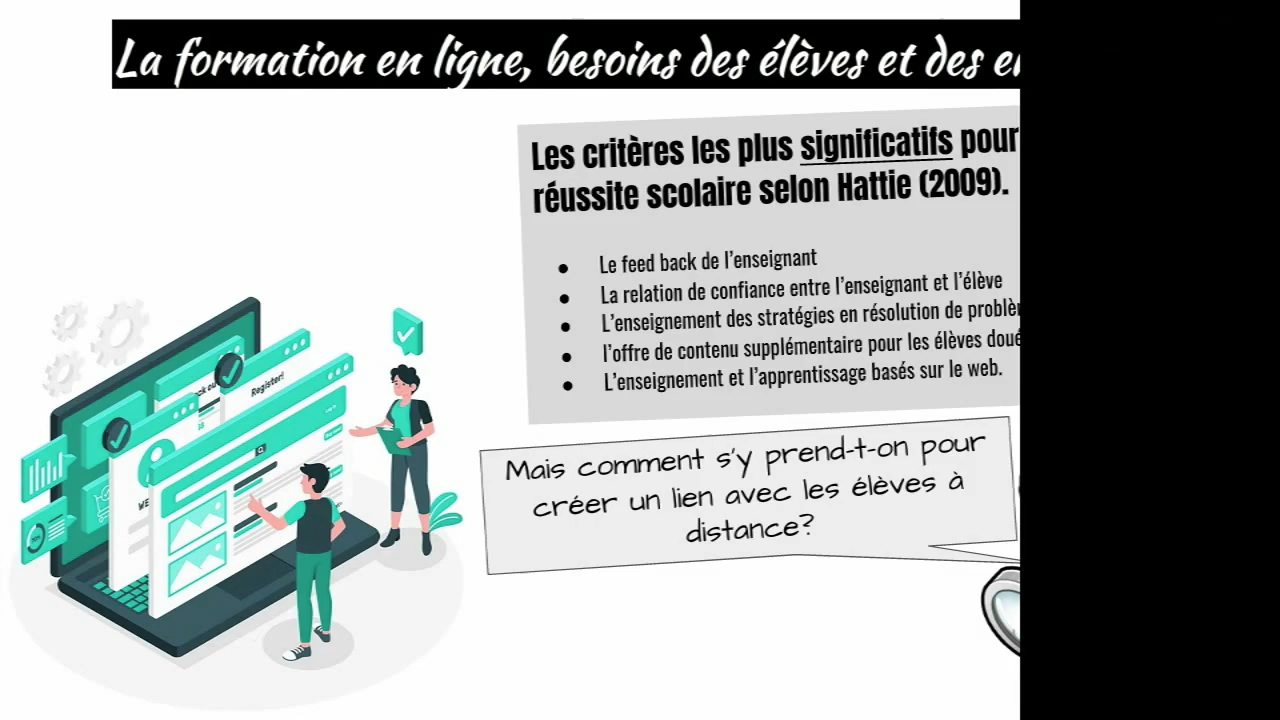 La formation en ligne, besoins des élèves et des
Les critères les plus significatifs pour
réussite scolaire selon Hattie (2009).
● Le feed back de l'enseignant
● La relation de confiance entre l'enseignant et l'élève
● L'enseignement des stratégies en résolution de
● l'offre de contenu supplémentaire pour les élèves
● L'enseignement et l'apprentissage basés sur le web.
Mais comment s'y prend-t-on pour
créer un lien avec les élèves à
distance?
Register!